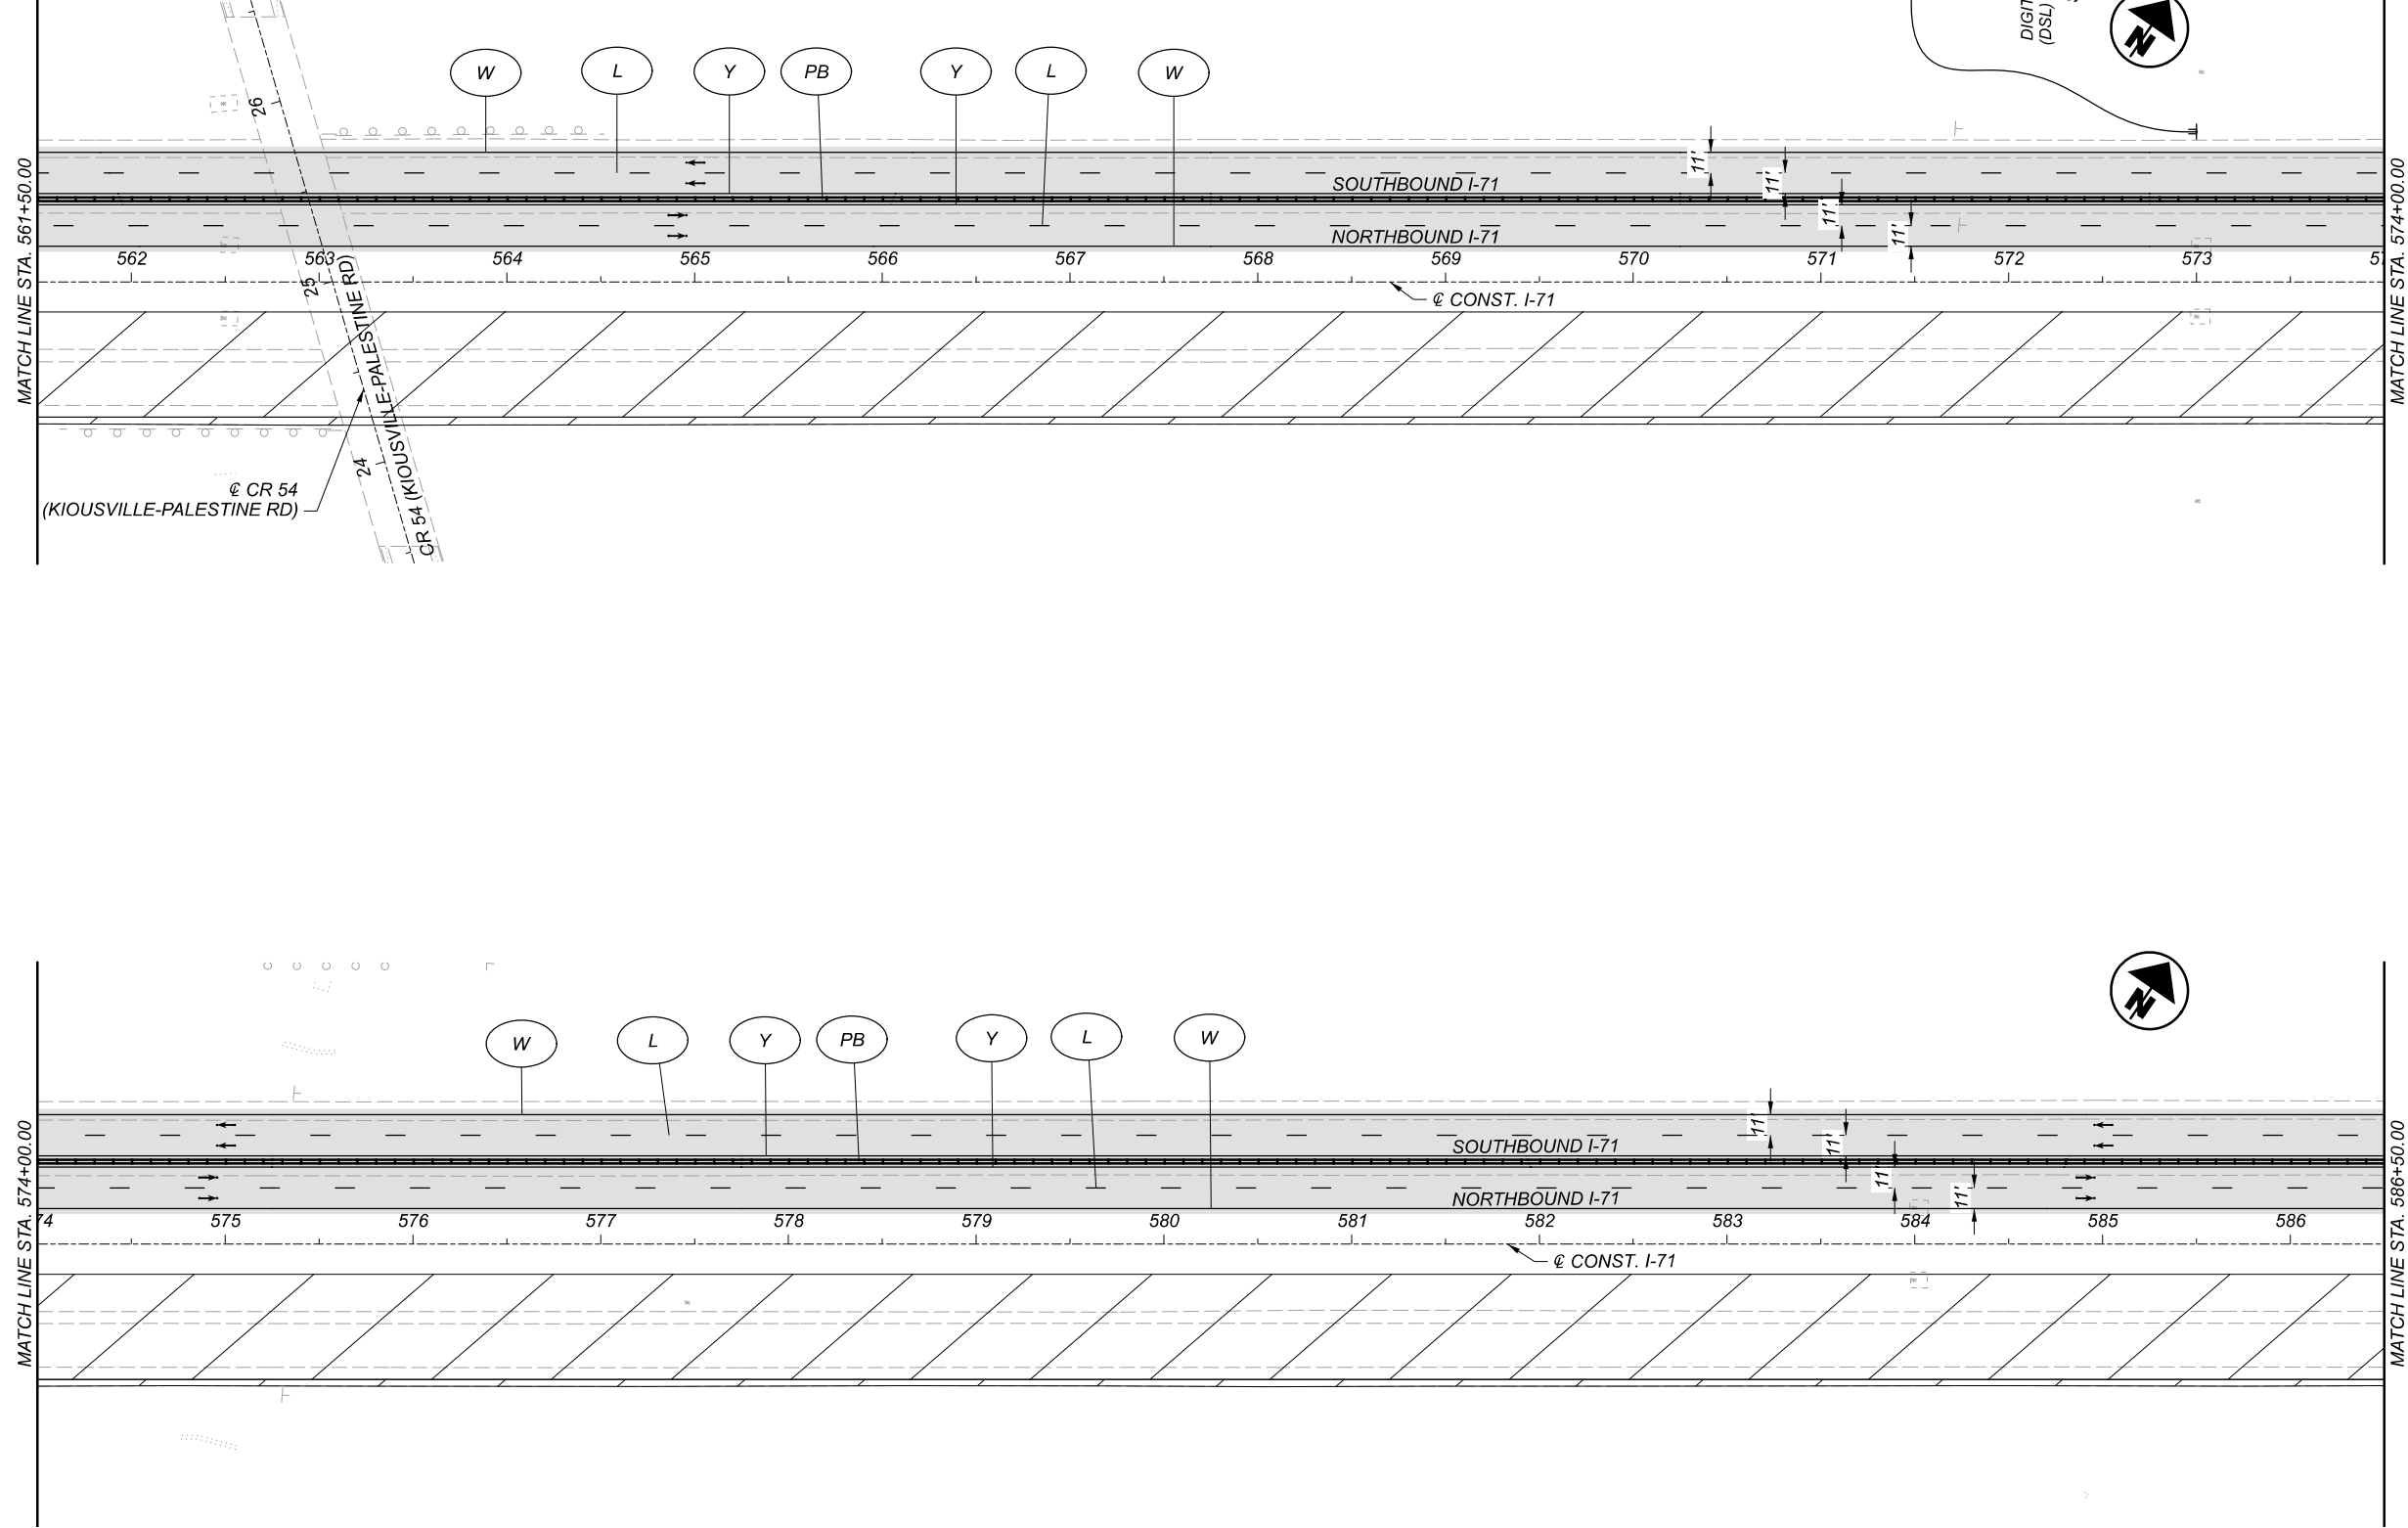 DIGIT
(DSL)
N
W
L
Y
PB
Y
L
W
26
11'
11'
11'
11'
SOUTHBOUND I-71
NORTHBOUND I-71
MATCH LINE STA. 561+50.00
MATCH LINE STA. 574+00.00
562
563
564
565
566
567
568
569
570
571
572
573
57
25
℄ CONST. I-71
24
CR 54 (KIOUSVILLE-PALESTINE RD)
℄ CR 54
(KIOUSVILLE-PALESTINE RD)
N
W
L
Y
PB
Y
L
W
11'
11'
11'
11'
SOUTHBOUND I-71
NORTHBOUND I-71
MATCH LINE STA. 574+00.00
MATCH LINE STA. 586+50.00
74
575
576
577
578
579
580
581
582
583
584
585
586
℄ CONST. I-71